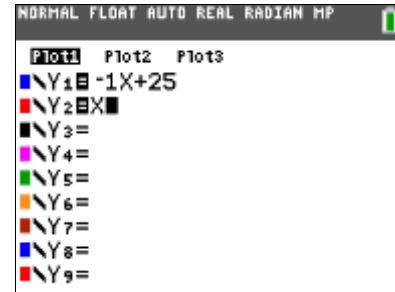 NORMAL FLOAT AUTO REAL RADIAN MP
Plot1 Plot2 Plot3
\Y1=-1X+25
\Y2=X
\Y3=
\Y4=
\Y5=
\Y6=
\Y7=
\Y8=
\Y9=